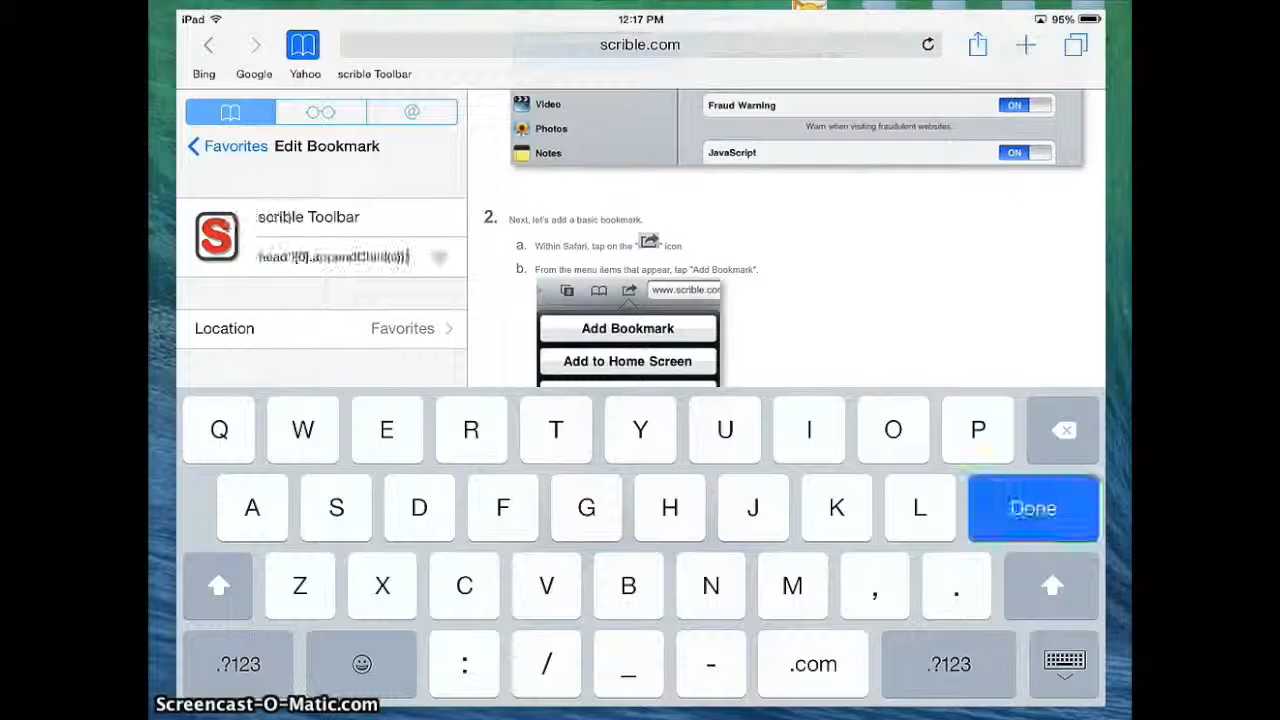 iPad 12:17 PM 95%
scrible.com
Bing Google Yahoo scrible Toolbar
@
Favorites Edit Bookmark
S
scrible Toolbar
head')[0].appendChild(
Location Favorites
Video
Photos
Notes
Fraud Warning ON
Warn when visiting fraudulent websites.
JavaScript ON
2. Next, let's add a basic bookmark.
a. Within Safari, tap on the " " icon
b. From the menu items that appear, tap "Add Bookmark".
www.scrible.com
Add Bookmark
Add to Home Screen
Q W E R T Y U I O P
A S D F G H J K L Done
Z X C V B N M , .
.?123 : / _ - .com .?123
Screencast-O-Matic.com